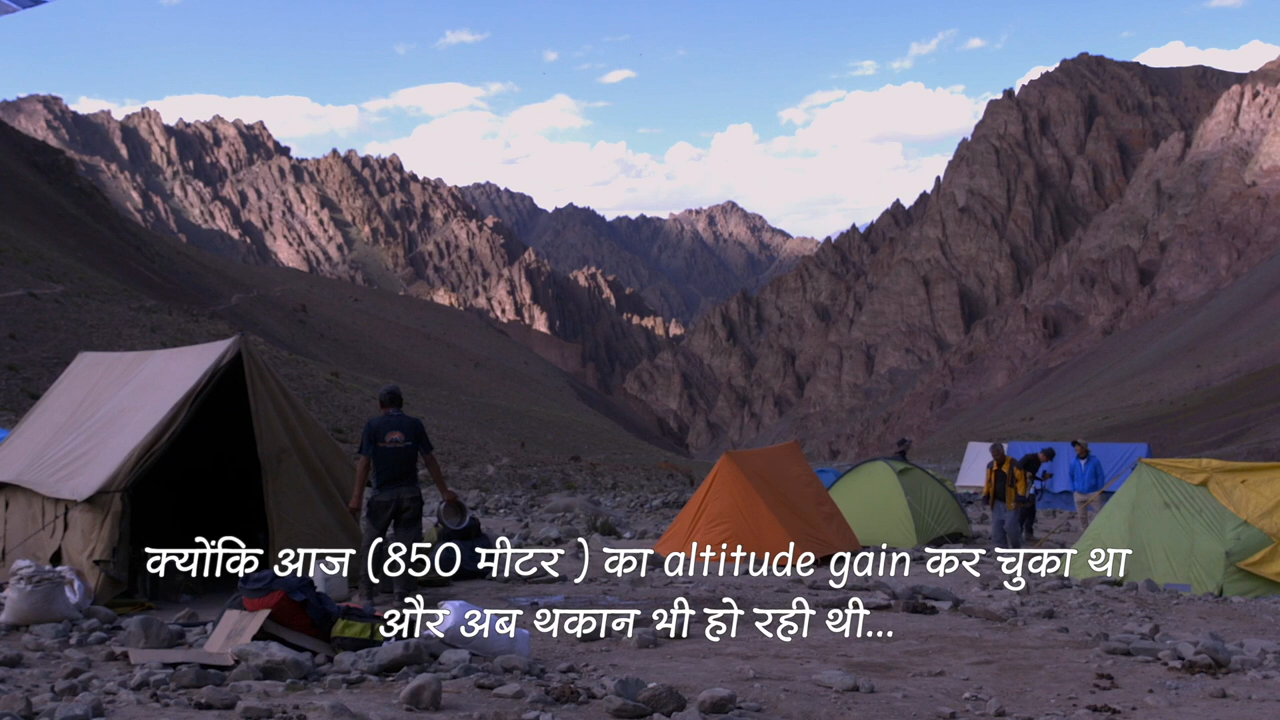 क्योंकि आज (850 मीटर ) का altitude gain कर चुका था
और अब थकान भी हो रही थी...